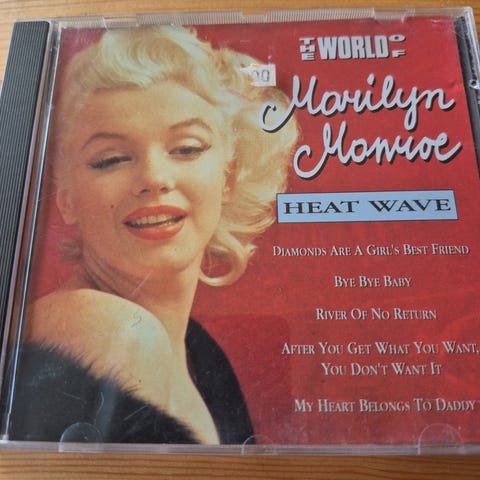 THE WORLD OF
Marilyn
Monroe
HEAT WAVE
DIAMONDS ARE A GIRL'S BEST FRIEND
BYE BYE BABY
RIVER OF NO RETURN
AFTER YOU GET WHAT YOU WANT,
YOU DON'T WANT IT
MY HEART BELONGS TO DADDY